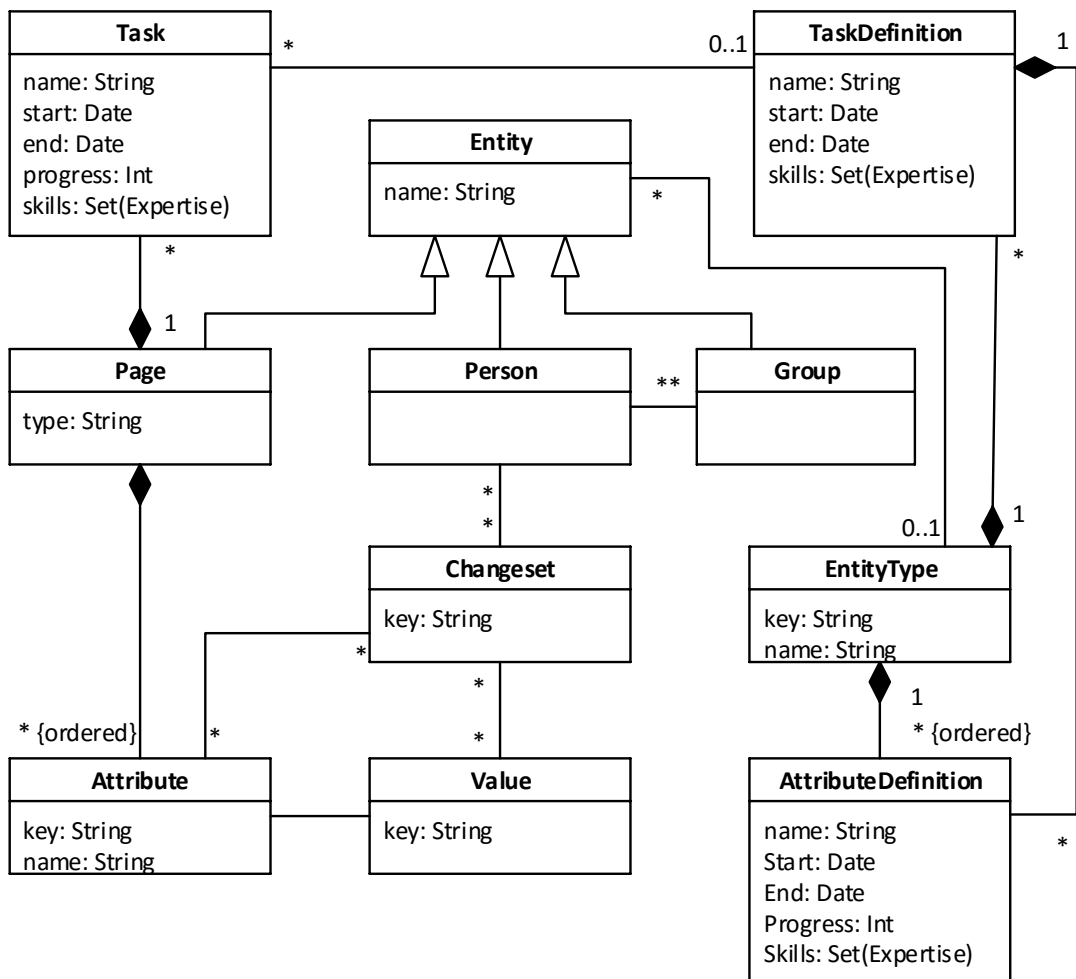 Task
name: String
start: Date
end: Date
progress: Int
skills: Set(Expertise)
*
0..1
TaskDefinition
name: String
start: Date
end: Date
skills: Set(Expertise)
1
Entity
name: String
*
*
1
*
Page
type: String
Person
**
Group
*
*
0..1
1
Changeset
key: String
*
*
*
EntityType
key: String
name: String
1
* {ordered}
*
* {ordered}
Attribute
key: String
name: String
Value
key: String
AttributeDefinition
name: String
Start: Date
End: Date
Progress: Int
Skills: Set(Expertise)
*